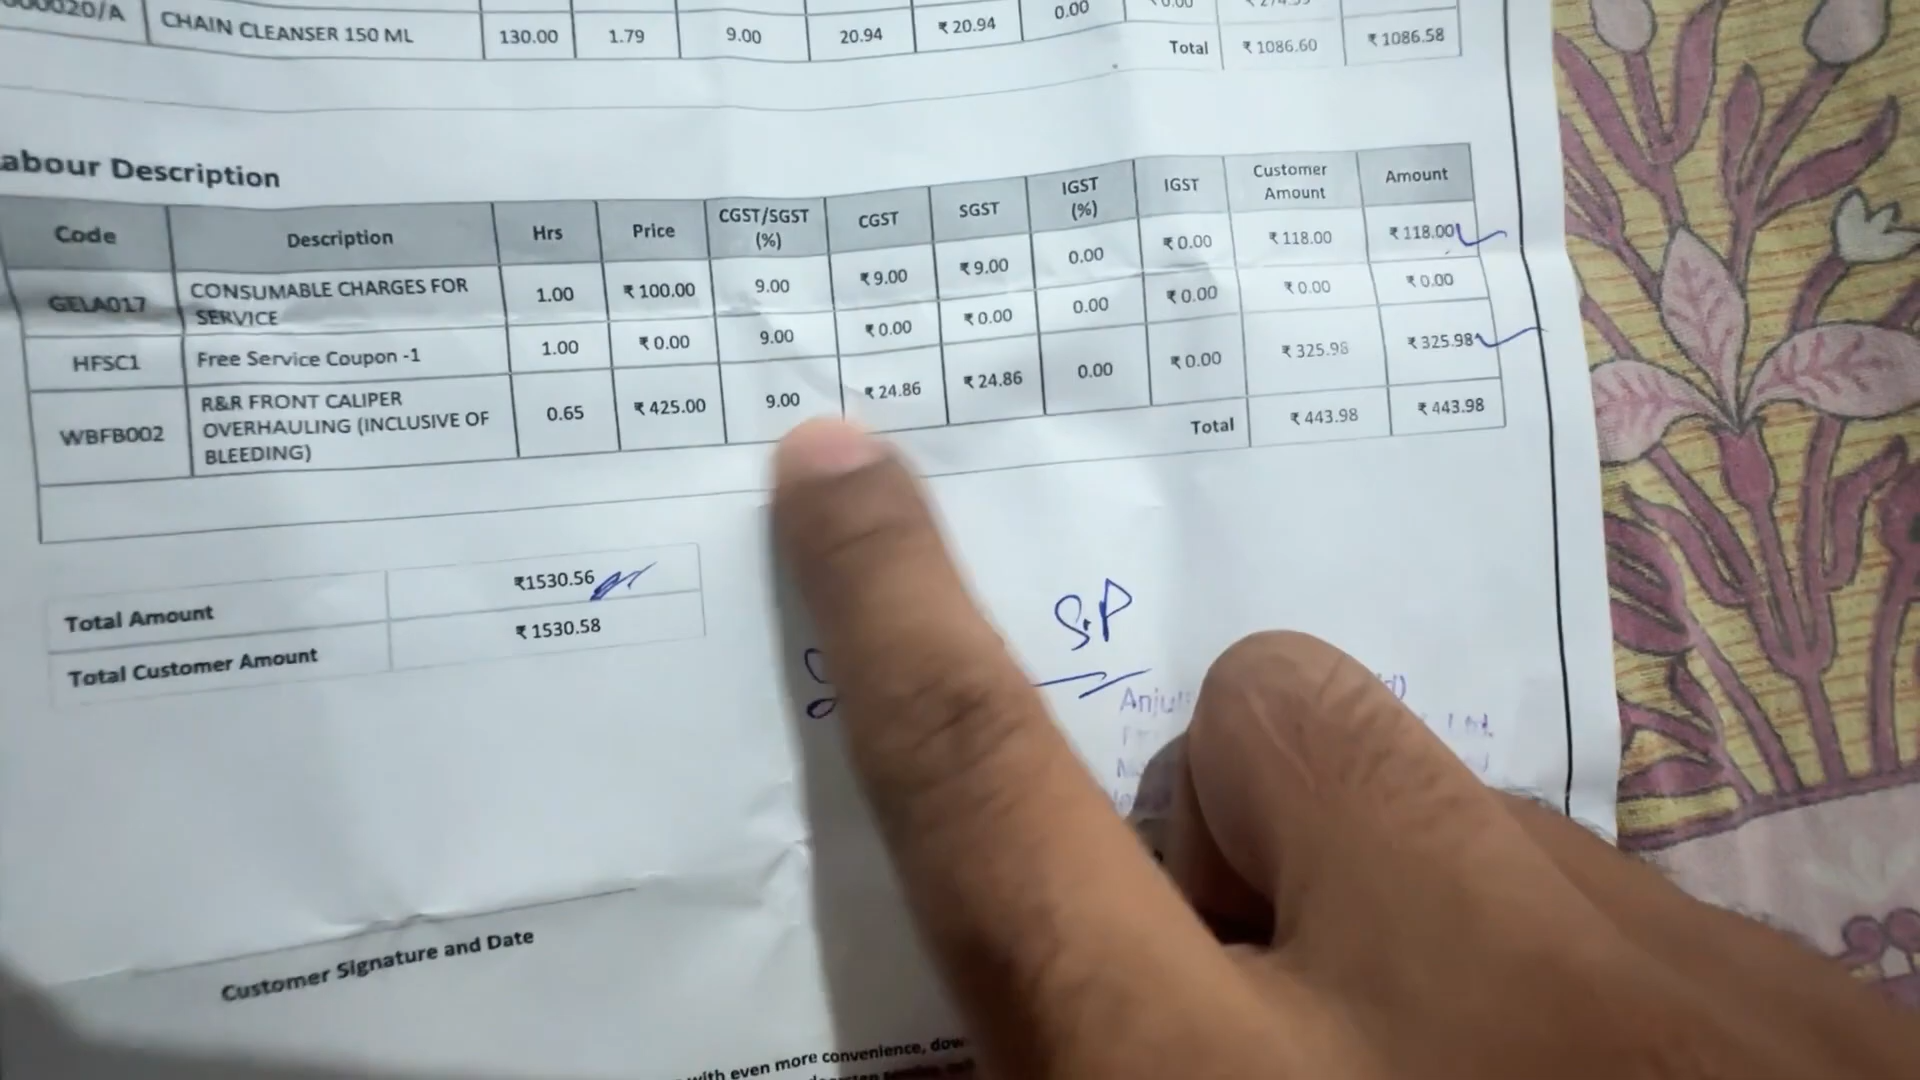 CHAIN CLEANSER 150 ML 130.00 1.79 9.00 20.94 ₹ 20.94 0.00
Total ₹ 1086.60 ₹ 1086.58
abour Description
Code Description Hrs Price CGST/SGST (%) CGST SGST IGST (%) IGST Customer Amount Amount
GELA017 CONSUMABLE CHARGES FOR SERVICE 1.00 ₹ 100.00 9.00 ₹ 9.00 ₹ 9.00 0.00 ₹ 0.00 ₹ 118.00 ₹ 118.00
HFSC1 Free Service Coupon -1 1.00 ₹ 0.00 9.00 ₹ 0.00 ₹ 0.00 0.00 ₹ 0.00 ₹ 0.00 ₹ 0.00
WBFB002 R&R FRONT CALIPER OVERHAULING (INCLUSIVE OF BLEEDING) 0.65 ₹ 425.00 9.00 ₹ 24.86 ₹ 24.86 0.00 ₹ 0.00 ₹ 325.98 ₹ 325.98
Total ₹ 443.98 ₹ 443.98
Total Amount ₹1530.56
Total Customer Amount ₹ 1530.58
S.P
Customer Signature and Date
with even more convenience,